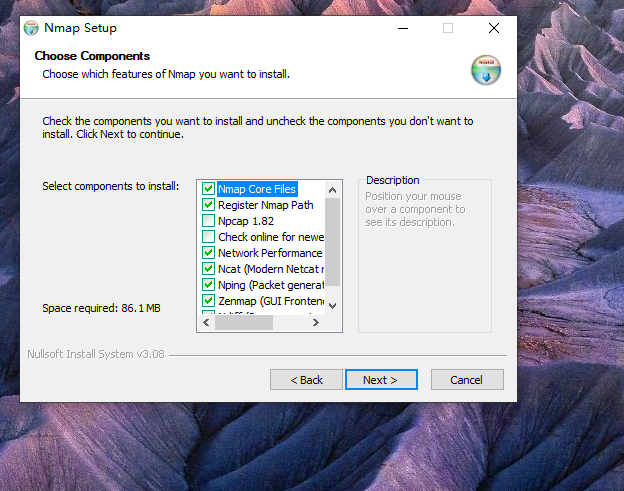 Nmap Setup
Choose Components
Choose which features of Nmap you want to install.
Check the components you want to install and uncheck the components you don't want to
install. Click Next to continue.
Select components to install:
Nmap Core Files
Register Nmap Path
Npcap 1.82
Check online for newe
Network Performance
Ncat (Modern Netcat r
Nping (Packet generat
Zenmap (GUI Frontend
Description
Position your mouse
over a component to
see its description.
Space required: 86.1 MB
Nullsoft Install System v3.08
< Back
Next >
Cancel